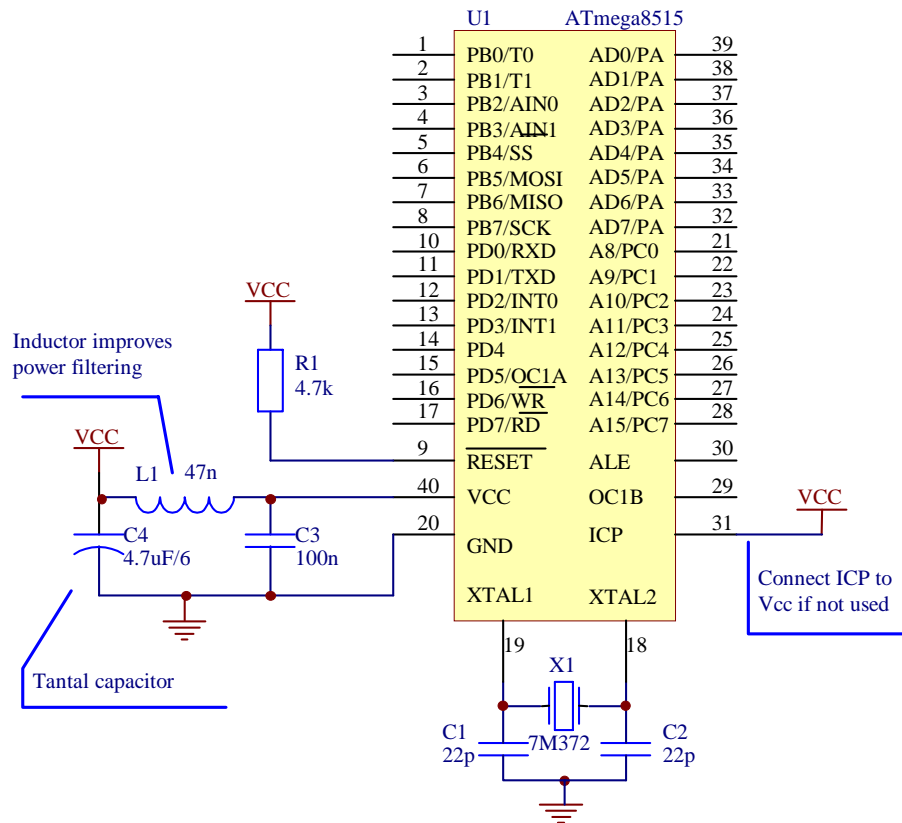 U1 ATmega8515
1 PB0/T0 AD0/PA 39
2 PB1/T1 AD1/PA 38
3 PB2/AIN0 AD2/PA 37
4 PB3/AIN1 AD3/PA 36
5 PB4/SS AD4/PA 35
6 PB5/MOSI AD5/PA 34
7 PB6/MISO AD6/PA 33
8 PB7/SCK AD7/PA 32
10 PD0/RXD A8/PC0 21
11 PD1/TXD A9/PC1 22
12 PD2/INT0 A10/PC2 23
13 PD3/INT1 A11/PC3 24
14 PD4 A12/PC4 25
15 PD5/OC1A A13/PC5 26
16 PD6/WR A14/PC6 27
17 PD7/RD A15/PC7 28
9 RESET ALE 30
40 VCC OC1B 29
20 GND ICP 31
XTAL1 XTAL2
19 18
VCC
R1
4.7k
Inductor improves
power filtering
VCC
L1 47n
C4
4.7uF/6
C3
100n
Tantal capacitor
VCC
Connect ICP to
Vcc if not used
X1
7M372
C1
22p
C2
22p